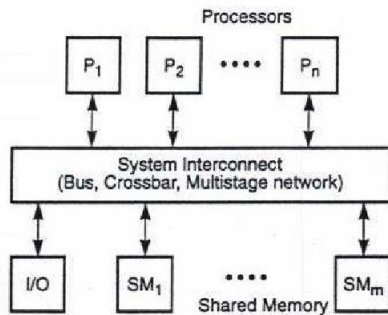 Processors
P1 P2 •••• Pn
System Interconnect
(Bus, Crossbar, Multistage network)
I/O SM1 •••• SMm
Shared Memory